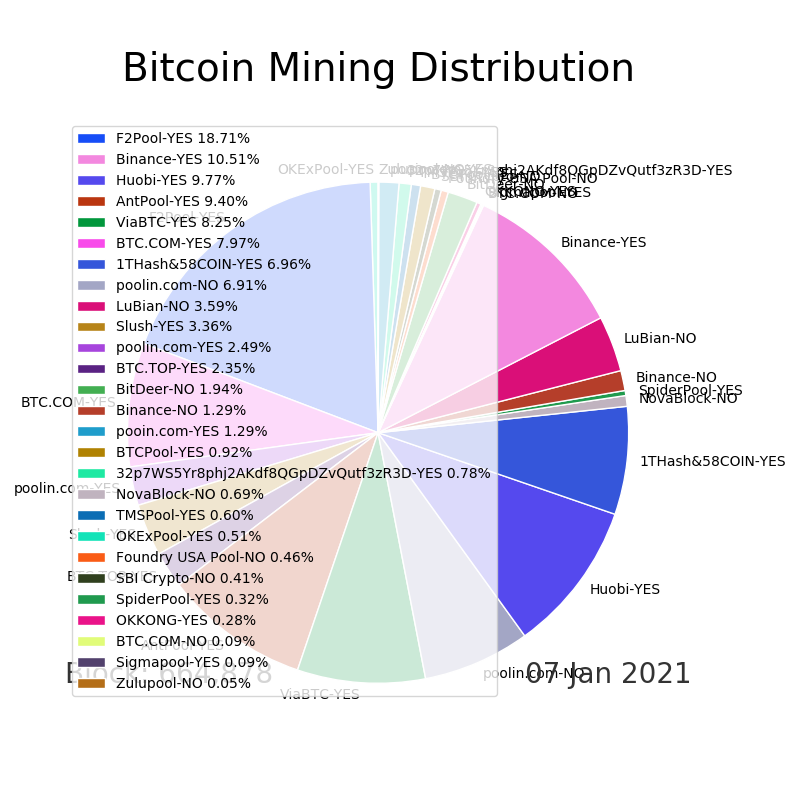 Bitcoin Mining Distribution
F2Pool-YES 18.71%
Binance-YES 10.51%
Huobi-YES 9.77%
AntPool-YES 9.40%
ViaBTC-YES 8.25%
BTC.COM-YES 7.97%
1THash&58COIN-YES 6.96%
poolin.com-NO 6.91%
LuBian-NO 3.59%
Slush-YES 3.36%
poolin.com-YES 2.49%
BTC.TOP-YES 2.35%
BitDeer-NO 1.94%
Binance-NO 1.29%
pooin.com-YES 1.29%
BTCPool-YES 0.92%
32p7WS5Yr8phj2AKdf8QGpDZvQutf3zR3D-YES 0.78%
NovaBlock-NO 0.69%
TMSPool-YES 0.60%
OKExPool-YES 0.51%
Foundry USA Pool-NO 0.46%
SBI Crypto-NO 0.41%
SpiderPool-YES 0.32%
OKKONG-YES 0.28%
BTC.COM-NO 0.09%
Sigmapool-YES 0.09%
Zulupool-NO 0.05%
OKExPool-YES
F2Pool-YES
BTC.COM-YES
poolin.com-YES
AntPool-YES
ViaBTC-YES
Binance-YES
LuBian-NO
Binance-NO
SpiderPool-YES
NovaBlock-NO
1THash&58COIN-YES
Huobi-YES
poolin.com-NO
Block: 664,878
07 Jan 2021